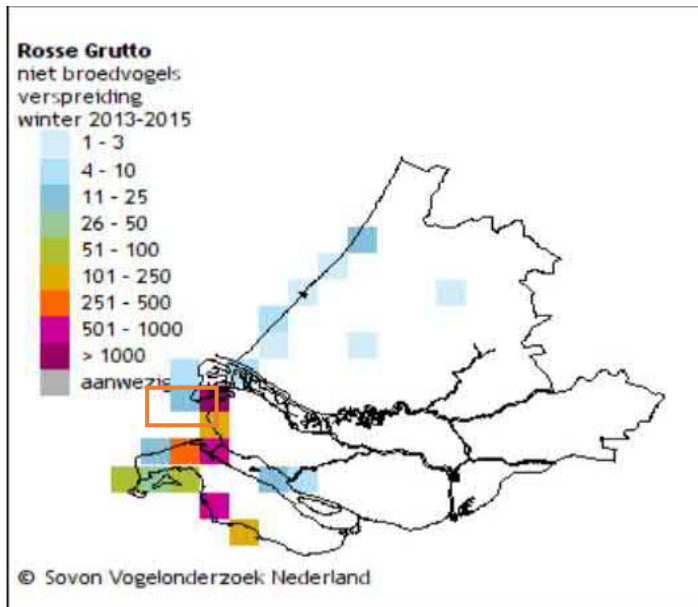 Rosse Grutto
niet broedvogels
verspreiding
winter 2013-2015
1 - 3
4 - 10
11 - 25
26 - 50
51 - 100
101 - 250
251 - 500
501 - 1000
> 1000
aanwezig
© Sovon Vogelonderzoek Nederland